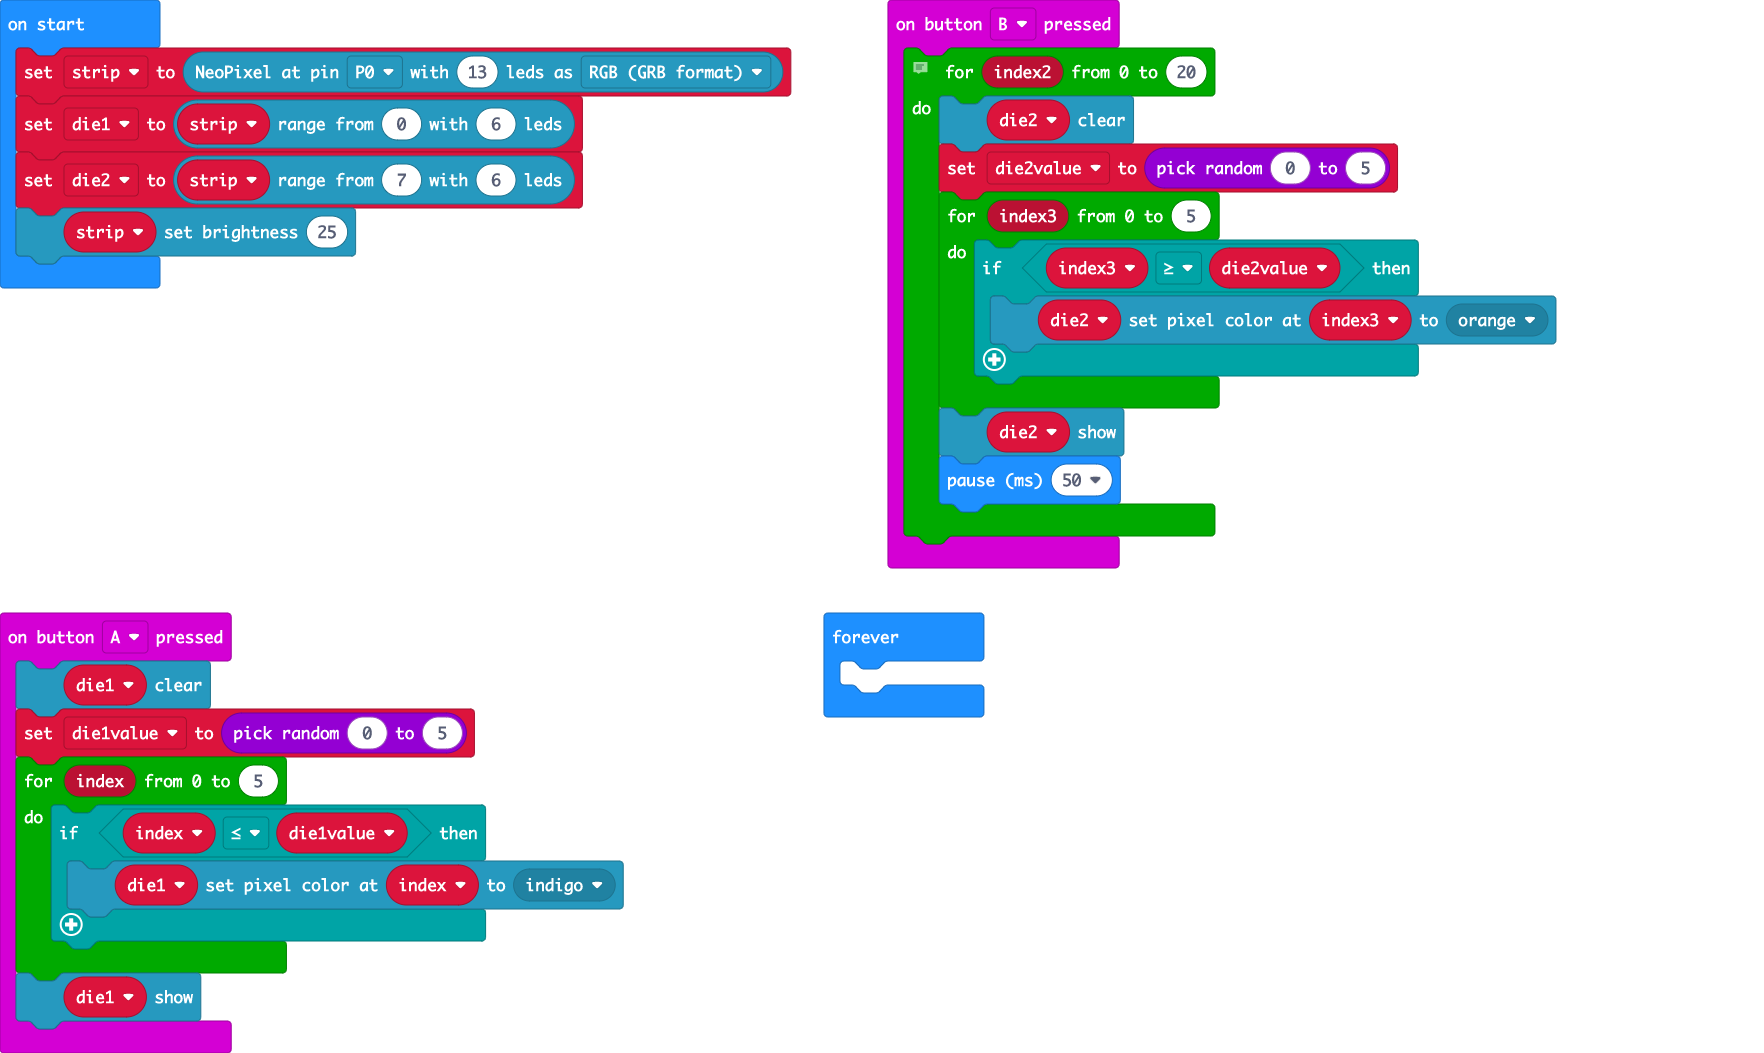 on start
set strip to NeoPixel at pin P0 with 13 leds as RGB (GRB format)
set die1 to strip range from 0 with 6 leds
set die2 to strip range from 7 with 6 leds
strip set brightness 25
on button B pressed
for index2 from 0 to 20
do
die2 clear
set die2value to pick random 0 to 5
for index3 from 0 to 5
do
if index3 ≥ die2value then
die2 set pixel color at index3 to orange
die2 show
pause (ms) 50
on button A pressed
die1 clear
set die1value to pick random 0 to 5
for index from 0 to 5
do
if index ≤ die1value then
die1 set pixel color at index to indigo
die1 show
forever